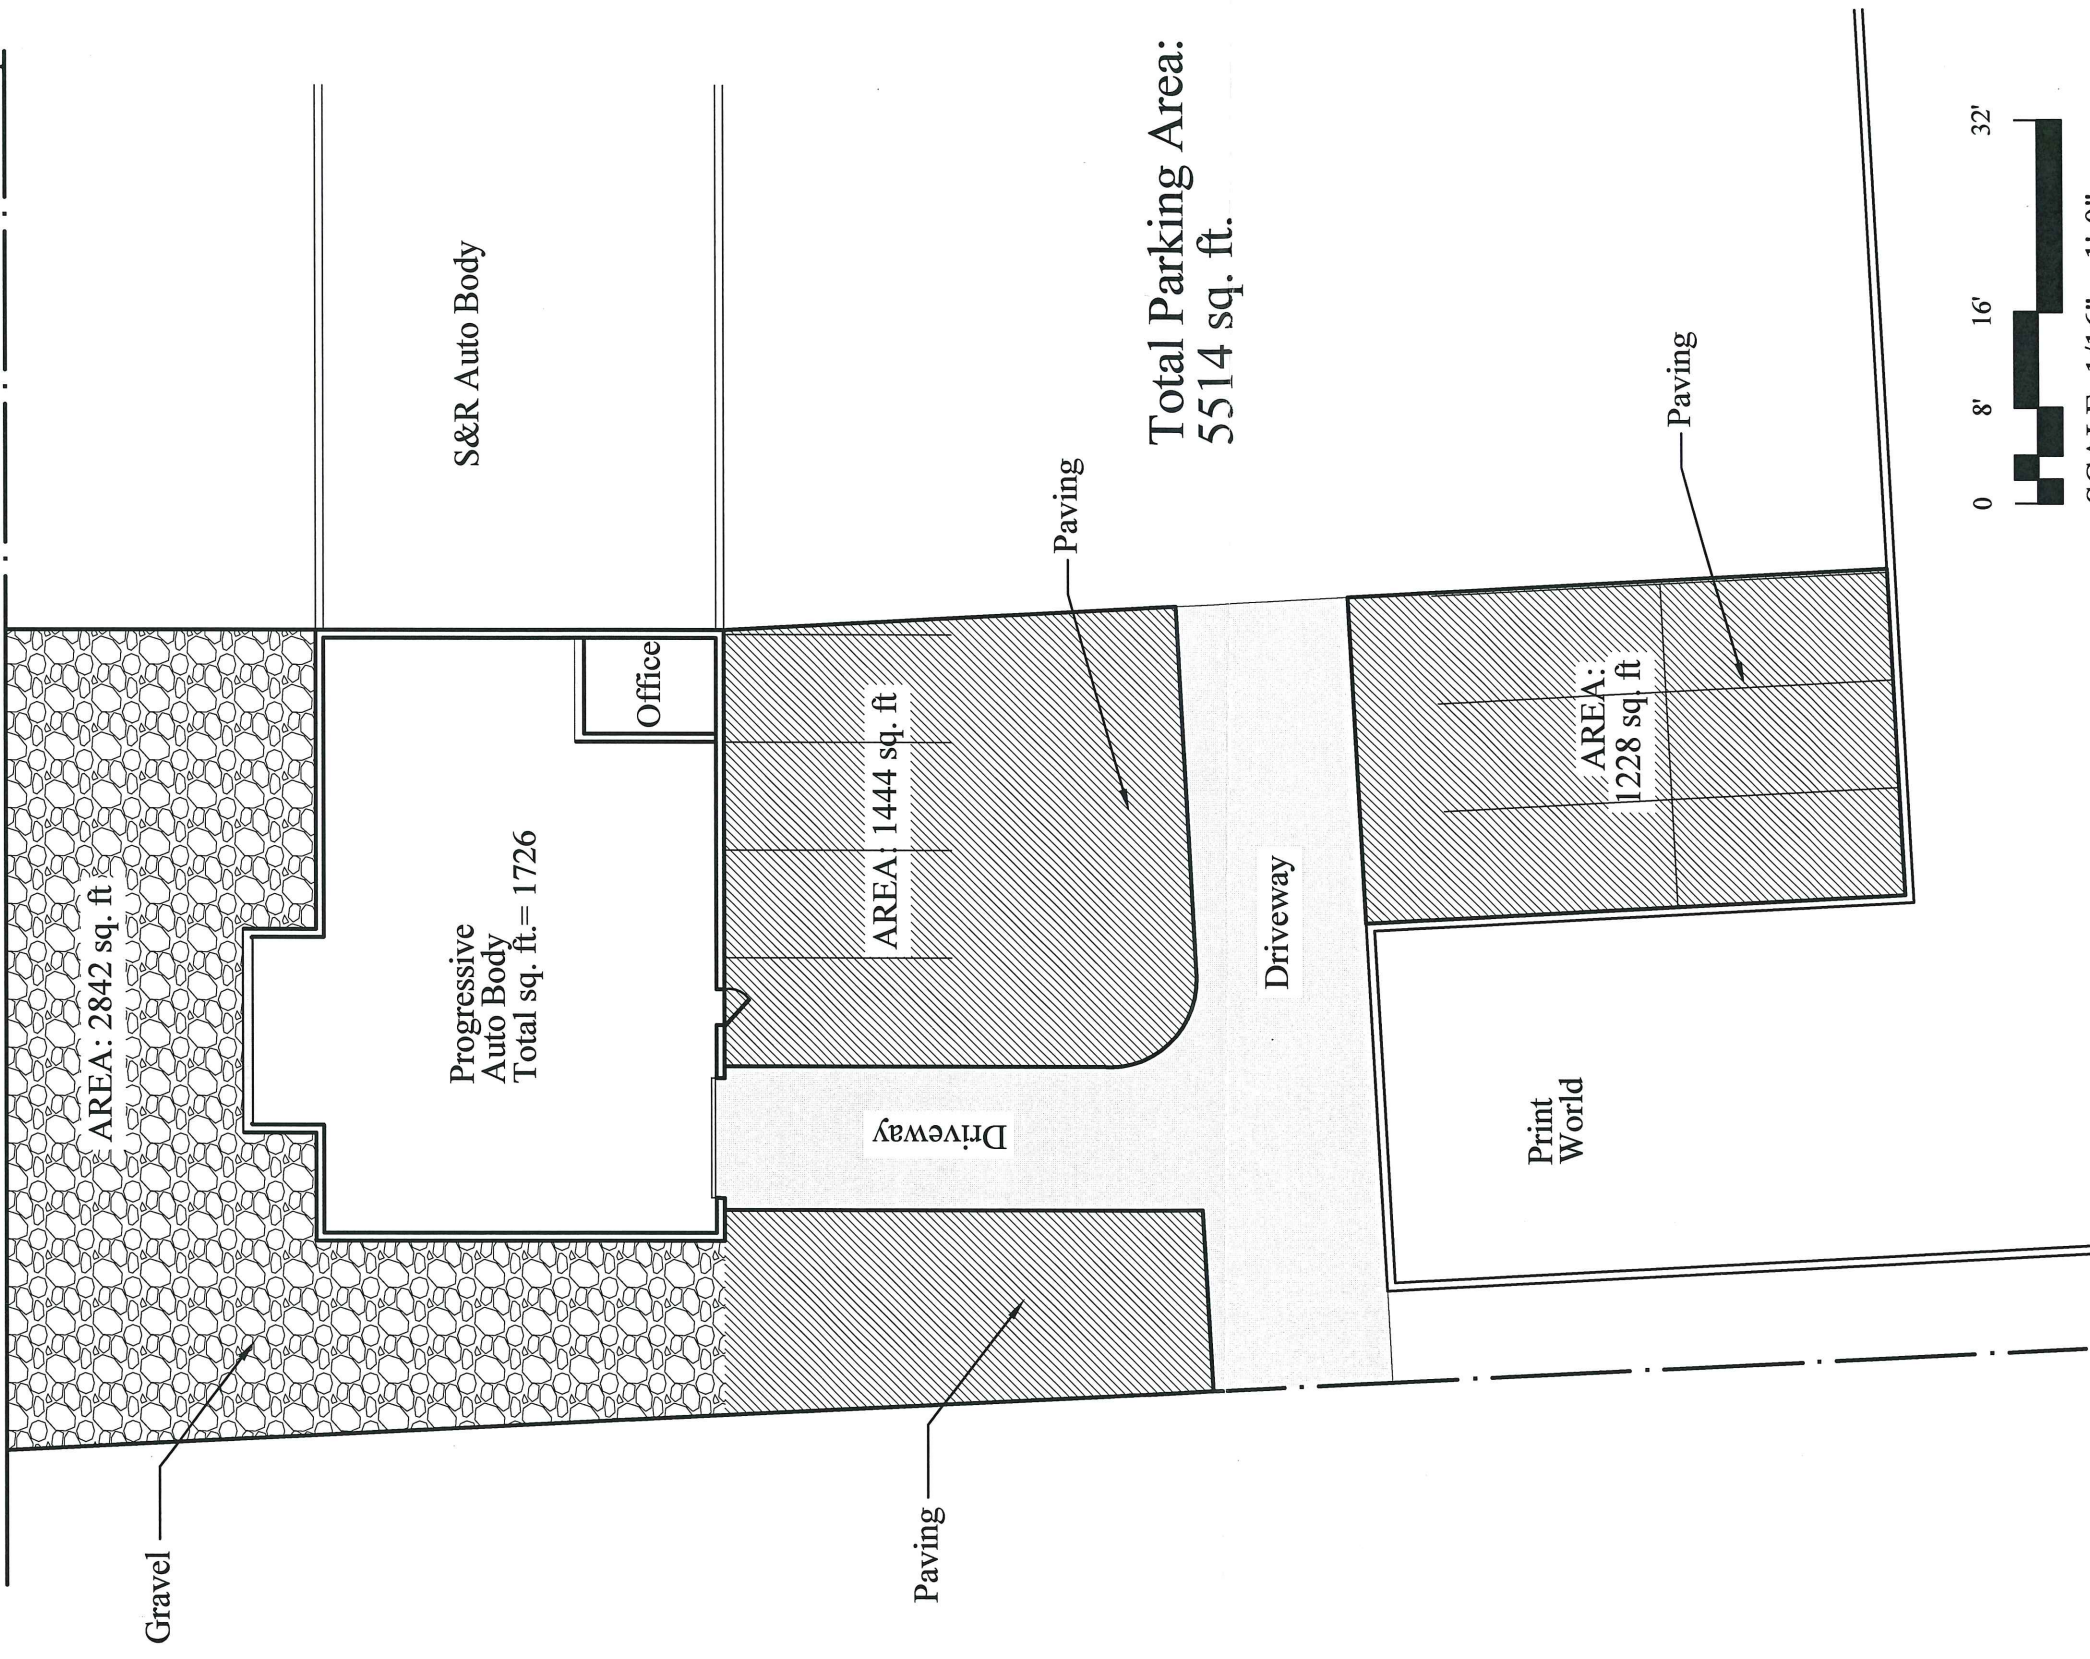 Gravel
AREA: 2842 sq. ft
Progressive
Auto Body
Total sq. ft.= 1726
Office
S&R Auto Body
Paving
Driveway
AREA: 1444 sq. ft
Paving
Total Parking Area:
5514 sq. ft.
Driveway
Print
World
AREA:
1228 sq. ft
Paving
0 8' 16' 32'